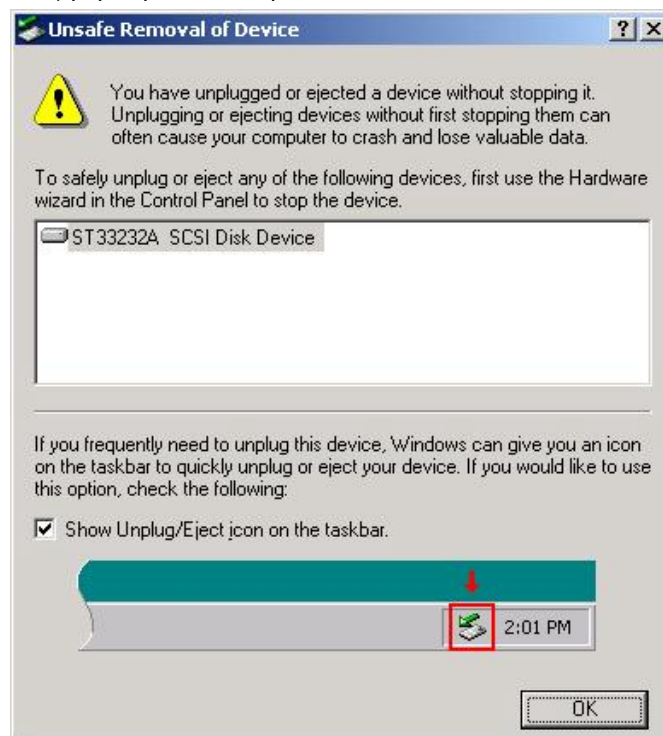 Unsafe Removal of Device
You have unplugged or ejected a device without stopping it.
Unplugging or ejecting devices without first stopping them can
often cause your computer to crash and lose valuable data.
To safely unplug or eject any of the following devices, first use the Hardware
wizard in the Control Panel to stop the device.
ST33232A SCSI Disk Device
If you frequently need to unplug this device, Windows can give you an icon
on the taskbar to quickly unplug or eject your device. If you would like to use
this option, check the following:
Show Unplug/Eject icon on the taskbar.
2:01 PM
OK